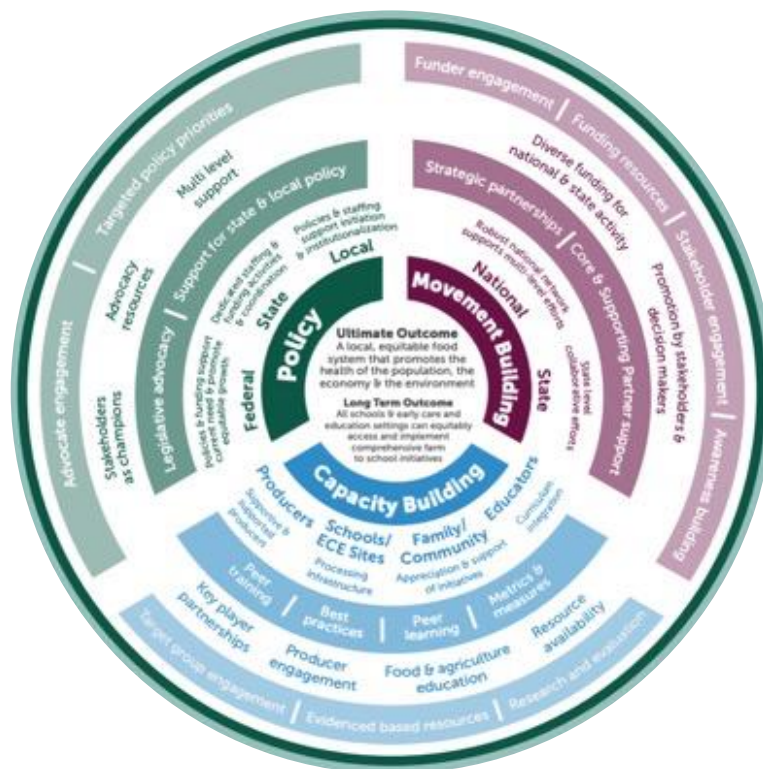 Ultimate Outcome
A local, equitable food
system that promotes the
health of the population, the
economy & the environment
Long Term Outcome
All schools & early care and
education settings can equitably
access and implement
comprehensive farm
to school initiatives
Policy
Federal
State
Local
Policies & funding support
current need & promote
equitable growth
Dedicated staffing &
funding activities
& coordination
Policies & staffing
support initiation
& institutionalization
Legislative advocacy | Support for state & local policy
Stakeholders
as champions
Advocacy
resources
Multi level
support
Advocate engagement | Targeted policy priorities
Movement Building
National
State
Robust national network
supports multi-level efforts
State level
collaborative efforts
Strategic partnerships | Core & Supporting Partner support
Diverse funding for
national & state activity
Promotion by stakeholders &
decision makers
Funder engagement | Funding resources | Stakeholder engagement | Awareness building
Capacity Building
Producers
Schools/
ECE Sites
Family/
Community
Educators
Supportive &
supported
producers
Processing
infrastructure
Appreciation & support
of initiatives
Curriculum
integration
Peer
training | Best
practices | Peer
learning | Metrics &
measures
Key player
partnerships
Producer
engagement
Food & agriculture
education
Resource
availability
Target group engagement | Evidenced based resources | Research and evaluation